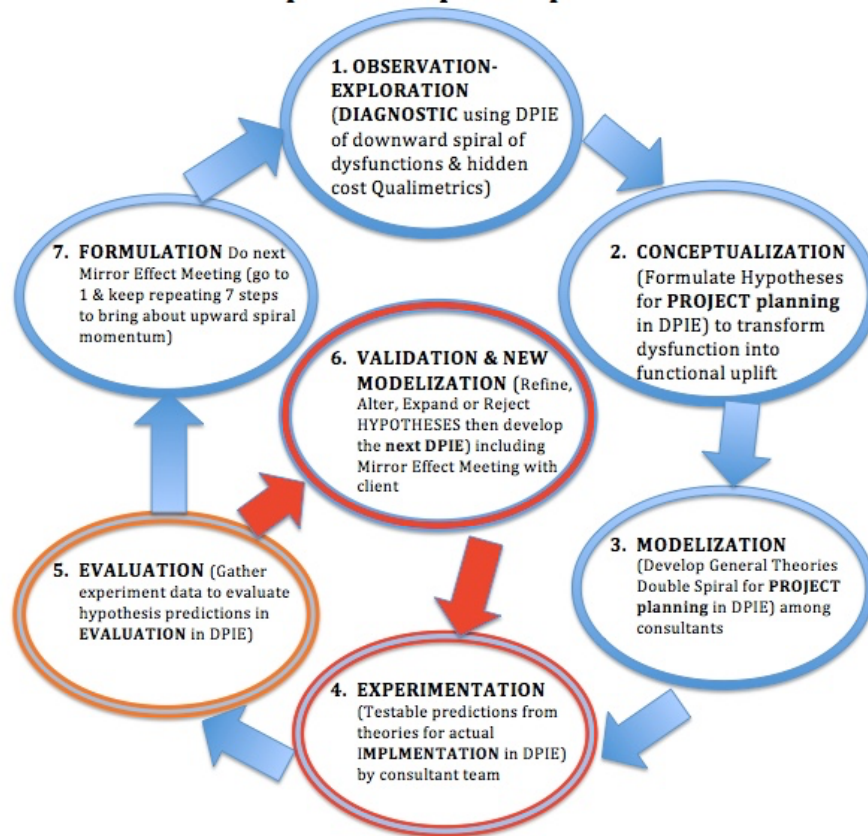 1. OBSERVATION-
EXPLORATION
(DIAGNOSTIC using DPIE
of downward spiral of
dysfunctions & hidden
cost Qualimetrics)
2. CONCEPTUALIZATION
(Formulate Hypotheses
for PROJECT planning
in DPIE) to transform
dysfunction into
functional uplift
3. MODELIZATION
(Develop General Theories
Double Spiral for PROJECT
planning in DPIE) among
consultants
4. EXPERIMENTATION
(Testable predictions from
theories for actual
IMPLMENTATION in DPIE)
by consultant team
5. EVALUATION (Gather
experiment data to evaluate
hypothesis predictions in
EVALUATION in DPIE)
6. VALIDATION & NEW
MODELIZATION (Refine,
Alter, Expand or Reject
HYPOTHESES then develop
the next DPIE) including
Mirror Effect Meeting with
client
7. FORMULATION Do next
Mirror Effect Meeting (go to
1 & keep repeating 7 steps
to bring about upward spiral
momentum)